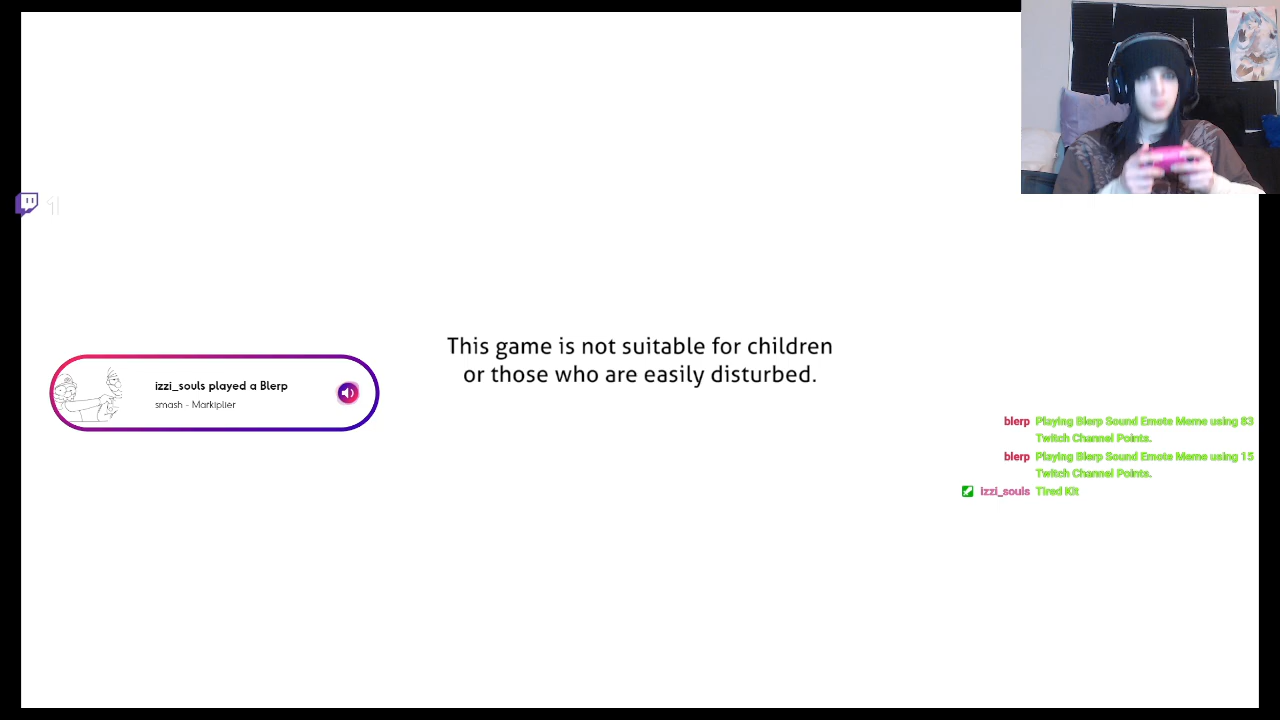 1
This game is not suitable for children
or those who are easily disturbed.
izzi_souls played a Blerp
smash - Markiplier
blerp Playing Blerp Sound Emote Meme using 83
Twitch Channel Points.
blerp Playing Blerp Sound Emote Meme using 15
Twitch Channel Points.
izzi_souls Tired Kit